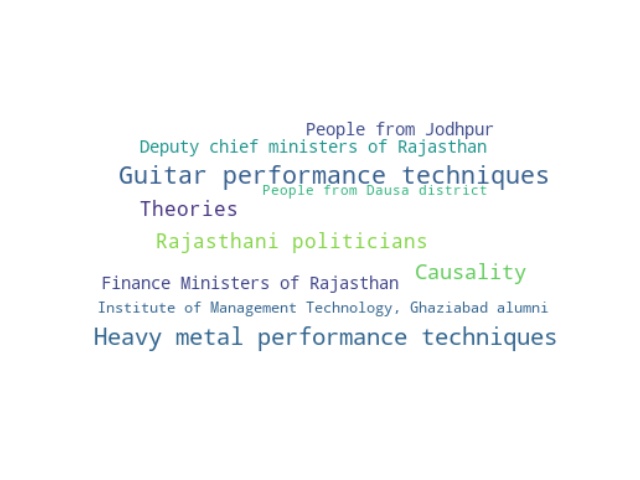 People from Jodhpur
Deputy chief ministers of Rajasthan
Guitar performance techniques
People from Dausa district
Theories
Rajasthani politicians
Causality
Finance Ministers of Rajasthan
Institute of Management Technology, Ghaziabad alumni
Heavy metal performance techniques